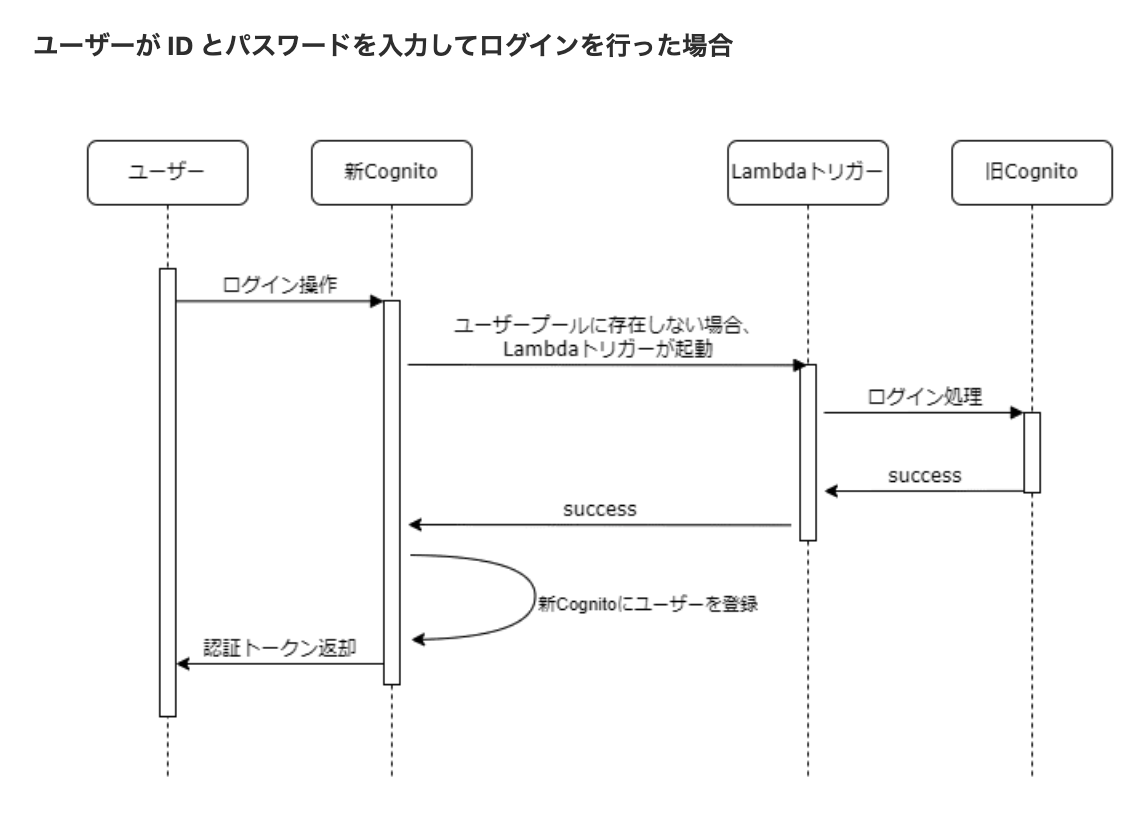 ユーザーが ID とパスワードを入力してログインを行った場合
ユーザー
新Cognito
Lambdaトリガー
旧Cognito
ログイン操作
ユーザープールに存在しない場合、
Lambdaトリガーが起動
ログイン処理
success
success
新Cognitoにユーザーを登録
認証トークン返却